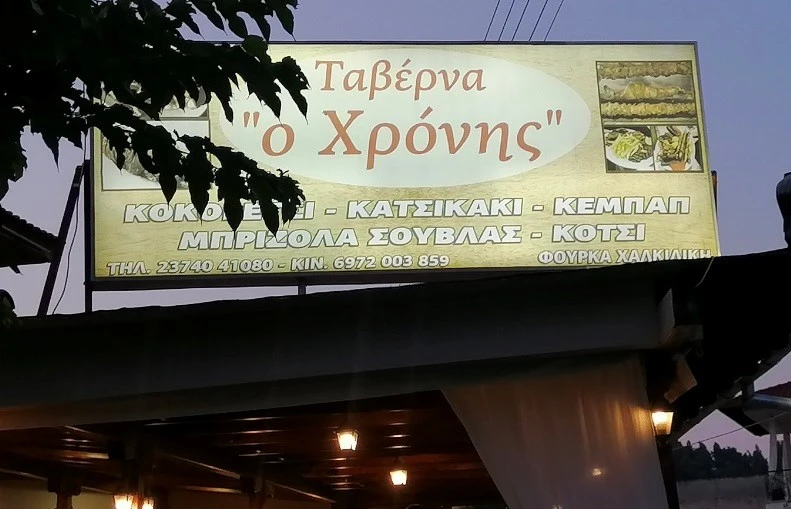 Ταβέρνα
"ο Χρόνης"
- ΚΑΤΣΙΚΑΚΙ - ΚΕΜΠΑΠ
ΜΠΡΙΖΟΛΑ ΣΟΥΒΛΑΣ - ΚΟΤΣΙ
ΤΗΛ. 23740 41080 - ΚΙΝ. 6972 003 859
ΦΟΥΡΚΑ ΧΑΛΚΙΔΙΚΗ